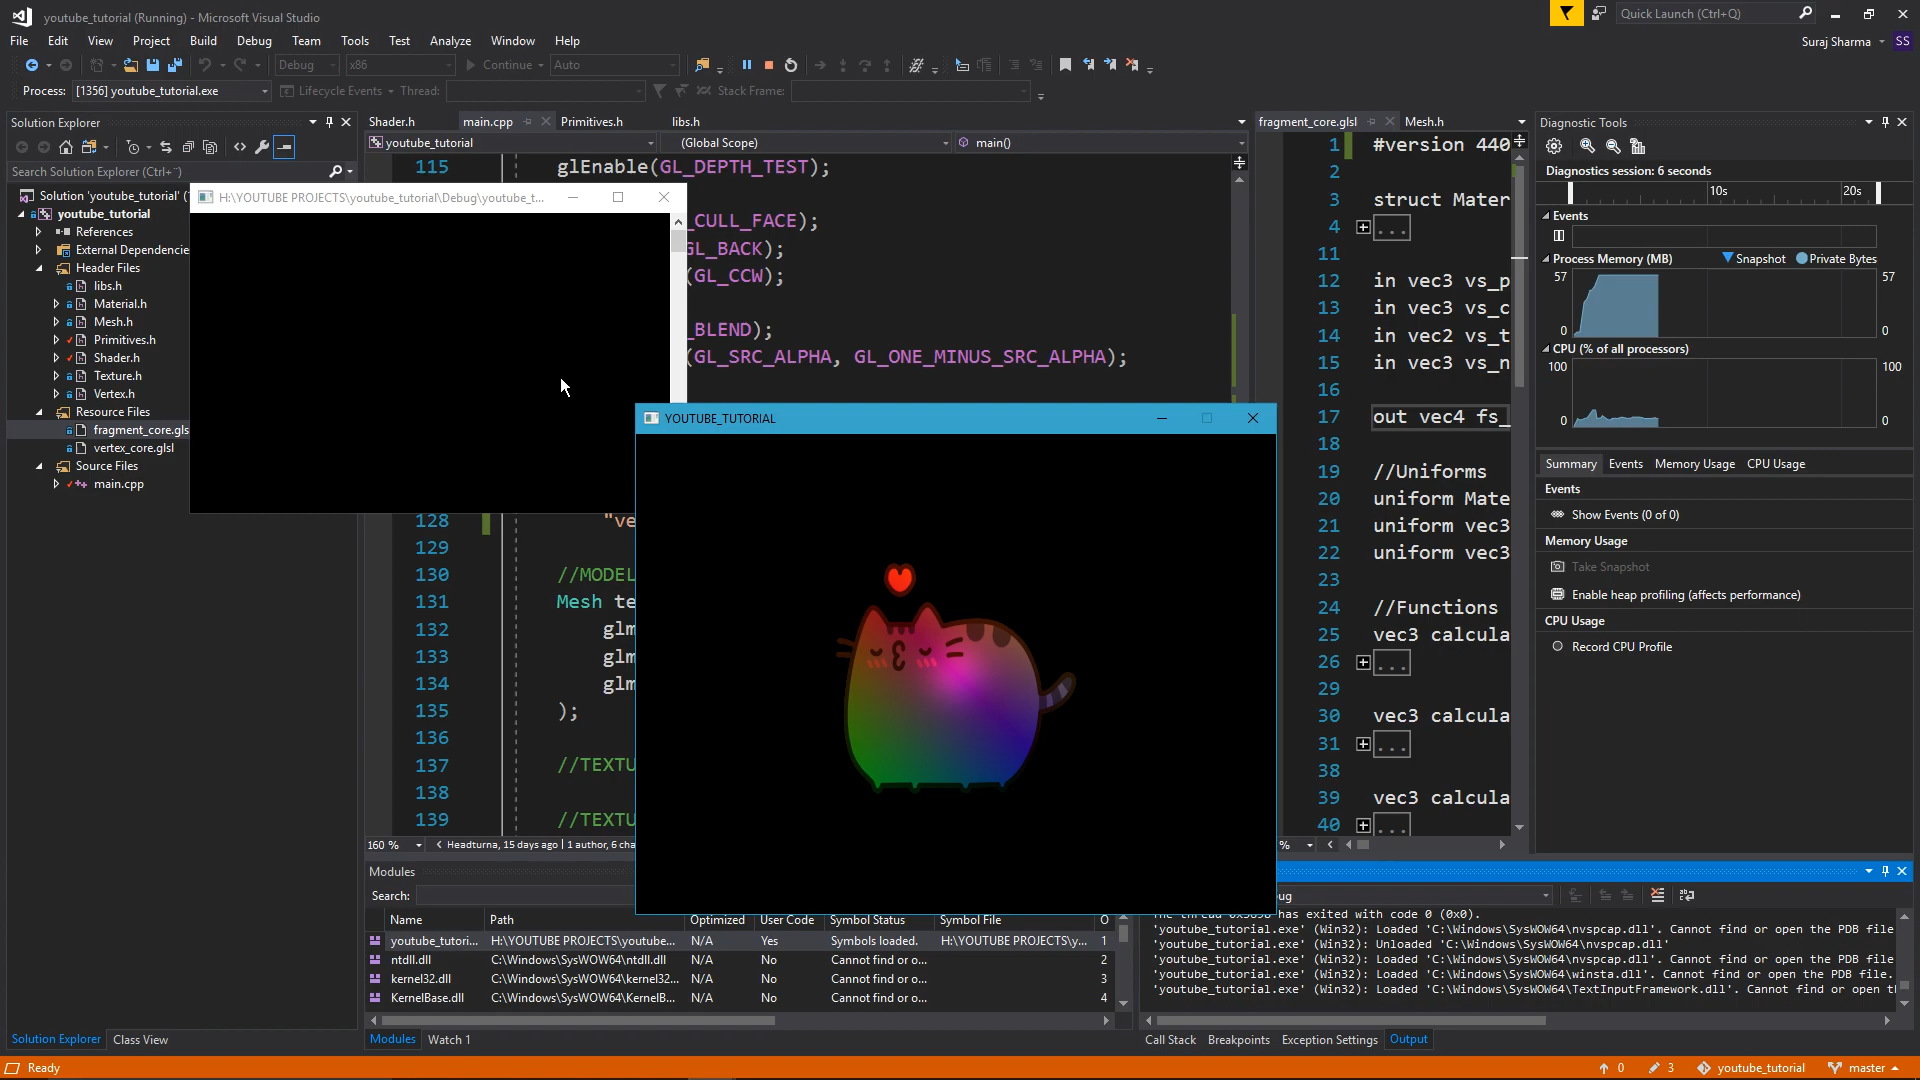 youtube_tutorial (Running) - Microsoft Visual Studio
Quick Launch (Ctrl+Q)
File Edit View Project Build Debug Team Tools Test Analyze Window Help
Suraj Sharma SS
Debug x86 Continue Auto
Process: [1356] youtube_tutorial.exe Lifecycle Events Thread: Stack Frame:
Solution Explorer
Search Solution Explorer (Ctrl+¨)
Solution 'youtube_tutorial' (
youtube_tutorial
References
External Dependencie
Header Files
libs.h
Material.h
Mesh.h
Primitives.h
Shader.h
Texture.h
Vertex.h
Resource Files
fragment_core.gls
vertex_core.glsl
Source Files
main.cpp
Solution Explorer Class View
Shader.h main.cpp Primitives.h libs.h
youtube_tutorial (Global Scope) main()
115 glEnable(GL_DEPTH_TEST);
H:\YOUTUBE PROJECTS\youtube_tutorial\Debug\youtube_t...
_CULL_FACE);
GL_BACK);
(GL_CCW);
_BLEND);
(GL_SRC_ALPHA, GL_ONE_MINUS_SRC_ALPHA);
YOUTUBE_TUTORIAL
128 "ve
129
130 //MODEL
131 Mesh te
132 glm
133 glm
134 glm
135 );
136
137 //TEXTU
138
139 //TEXTU
160 % Headturna, 15 days ago | 1 author, 6 cha
fragment_core.glsl Mesh.h
1 #version 440
2
3 struct Mater
4 ...
11
12 in vec3 vs_p
13 in vec3 vs_c
14 in vec2 vs_t
15 in vec3 vs_n
16
17 out vec4 fs_
18
19 //Uniforms
20 uniform Mate
21 uniform vec3
22 uniform vec3
23
24 //Functions
25 vec3 calcula
26 ...
29
30 vec3 calcula
31 ...
38
39 vec3 calcula
40 ...
%
Diagnostic Tools
Diagnostics session: 6 seconds
10s 20s
Events
Process Memory (MB) Snapshot Private Bytes
57 57
0 0
CPU (% of all processors)
100 100
0 0
Summary Events Memory Usage CPU Usage
Events
Show Events (0 of 0)
Memory Usage
Take Snapshot
Enable heap profiling (affects performance)
CPU Usage
Record CPU Profile
Modules
Search:
Name Path Optimized User Code Symbol Status Symbol File O
youtube_tutori... H:\YOUTUBE PROJECTS\youtube... N/A Yes Symbols loaded. H:\YOUTUBE PROJECTS\y... 1
ntdll.dll C:\Windows\SysWOW64\ntdll.dll N/A No Cannot find or o... 2
kernel32.dll C:\Windows\SysWOW64\kernel32... N/A No Cannot find or o... 3
KernelBase.dll C:\Windows\SysWOW64\KernelB... N/A No Cannot find or o... 4
Modules Watch 1
ug
has exited with code 0 (0x0).
'youtube_tutorial.exe' (Win32): Loaded 'C:\Windows\SysWOW64\nvspcap.dll'. Cannot find or open the PDB file
'youtube_tutorial.exe' (Win32): Unloaded 'C:\Windows\SysWOW64\nvspcap.dll'
'youtube_tutorial.exe' (Win32): Loaded 'C:\Windows\SysWOW64\nvspcap.dll'. Cannot find or open the PDB file
'youtube_tutorial.exe' (Win32): Loaded 'C:\Windows\SysWOW64\winsta.dll'. Cannot find or open the PDB file.
'youtube_tutorial.exe' (Win32): Loaded 'C:\Windows\SysWOW64\TextInputFramework.dll'. Cannot find or open t
Call Stack Breakpoints Exception Settings Output
Ready 0 3 youtube_tutorial master